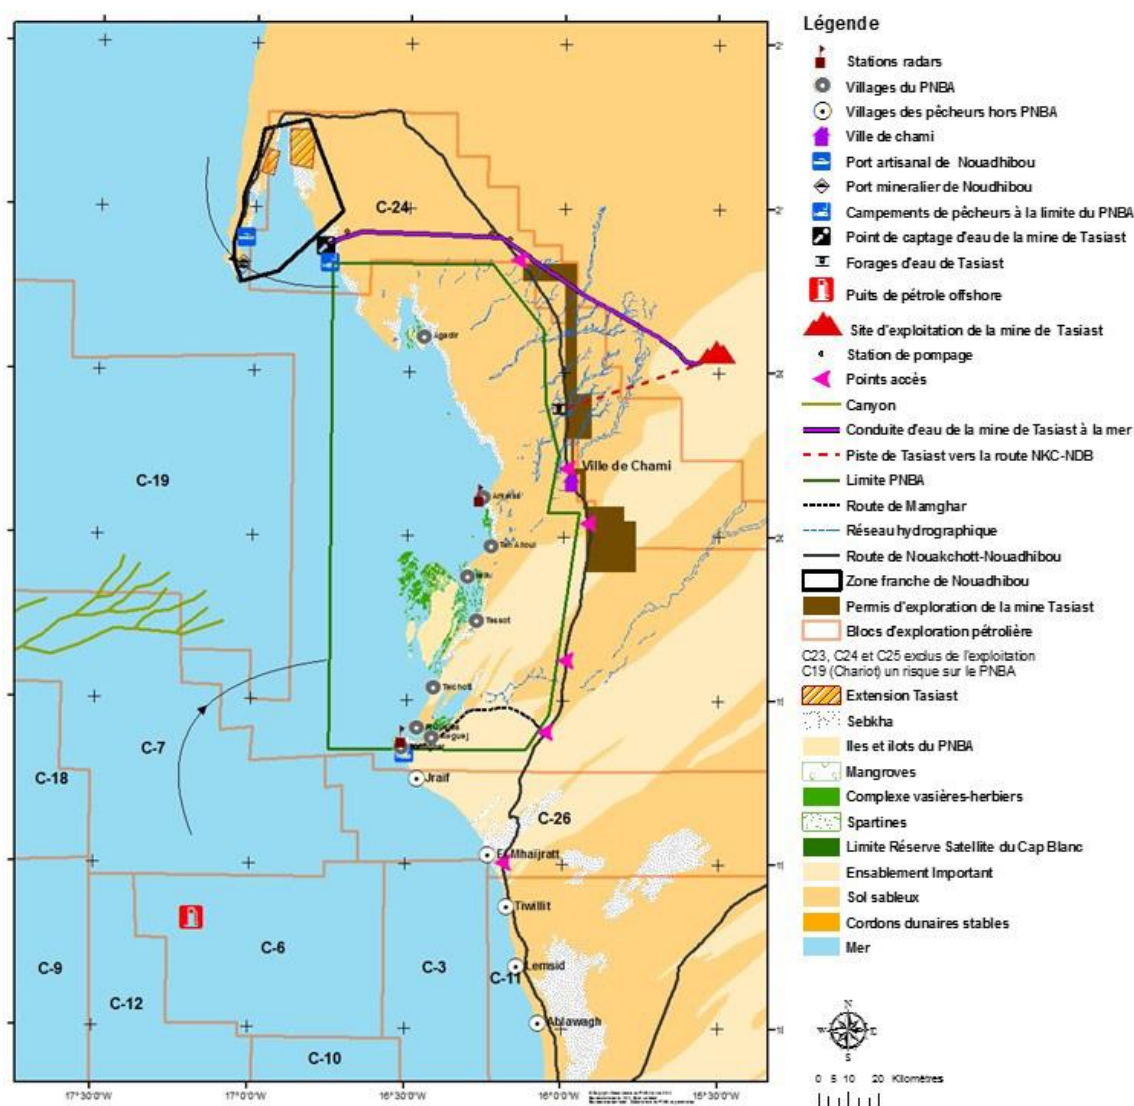 Légende
Stations radars
Villages du PNBA
Villages des pêcheurs hors PNBA
Ville de chami
Port artisanal de Nouadhibou
Port mineralier de Noudhibou
Campements de pêcheurs à la limite du PNBA
Point de captage d'eau de la mine de Tasiast
Forages d'eau de Tasiast
Puits de pétrole offshore
Site d'exploitation de la mine de Tasiast
Station de pompage
Points accès
Canyon
Conduite d'eau de la mine de Tasiast à la mer
Piste de Tasiast vers la route NKC-NDB
Limite PNBA
Route de Mamghar
Réseau hydrographique
Route de Nouakchott-Nouadhibou
Zone franche de Nouadhibou
Permis d'exploration de la mine Tasiast
Blocs d'exploration pétrolière
C23, C24 et C25 exclus de l'exploitation
C19 (Chariot) un risque sur le PNBA
Extension Tasiast
Sebkha
Iles et ilots du PNBA
Mangroves
Complexe vasières-herbiers
Spartines
Limite Réserve Satellite du Cap Blanc
Ensablement Important
Sol sableux
Cordons dunaires stables
Mer
N
W
E
S
0 5 10 20 Kilomètres
C-24
Agadir
C-19
Ville de Chami
Ten Alloul
Tessot
Teichott
C-7
C-18
Jraif
C-26
El Mhaijratt
Tiwillit
C-6
C-3
C-9
C-12
Lemsid
C-11
Ablawagh
C-10
17°30'0"W
17°0'0"W
16°30'0"W
16°0'0"W
15°30'0"W